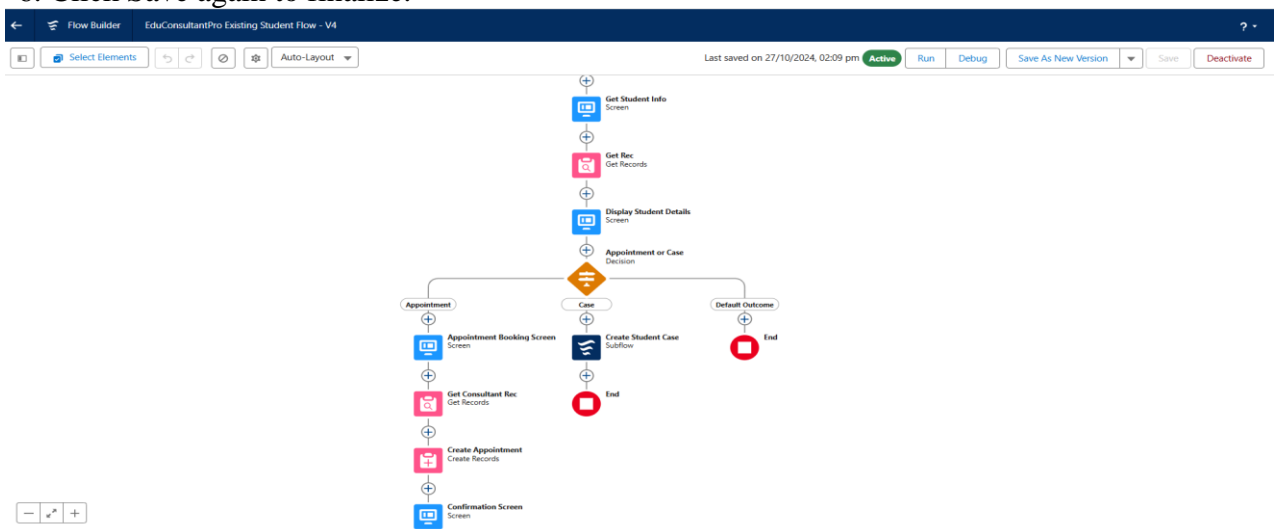 8. Click Save again to finalize.
Flow Builder EduConsultantPro Existing Student Flow - V4 ?
Select Elements Auto-Layout Last saved on 27/10/2024, 02:09 pm Active Run Debug Save As New Version Save Deactivate
Get Student Info
Screen
Get Rec
Get Records
Display Student Details
Screen
Appointment or Case
Decision
Appointment Case Default Outcome
Appointment Booking Screen
Screen
Create Student Case
Subflow
End
Get Consultant Rec
Get Records
End
Create Appointment
Create Records
Confirmation Screen
Screen